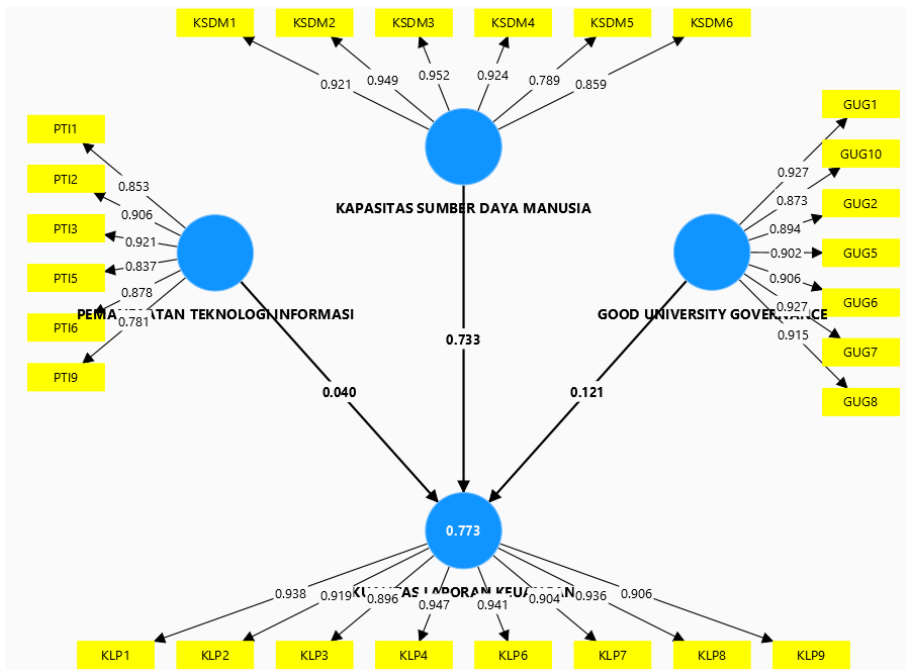 KSDM1
KSDM2
KSDM3
KSDM4
KSDM5
KSDM6
0.921
0.949
0.952
0.924
0.789
0.859
PTI1
PTI2
PTI3
PTI5
PTI6
PTI9
0.853
0.906
0.921
0.837
0.878
0.781
GUG1
GUG10
GUG2
GUG5
GUG6
GUG7
GUG8
0.927
0.873
0.894
0.902
0.906
0.927
0.915
KAPASITAS SUMBER DAYA MANUSIA
TEKNOLOGI INFORMASI
GOOD UNIVERSITY GOVERNANCE
0.733
0.040
0.121
0.773
LAPORAN
0.938
0.919
0.896
0.947
0.941
0.904
0.936
0.906
KLP1
KLP2
KLP3
KLP4
KLP6
KLP7
KLP8
KLP9